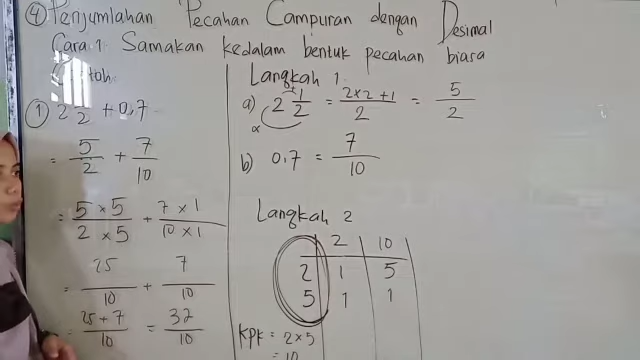 ④ Penjumlahan Pecahan Campuran dengan Desimal
Cara 1. Samakan kedalam bentuk pecahan biasa
toh
① 2 1/2 + 0,7
= 5/2 + 7/10
= 5 × 5 / 2 × 5 + 7 × 1 / 10 × 1
= 25/10 + 7/10
= 25 + 7 / 10 = 32/10
Langkah 1.
a) 2 1/2 = 2×2+1 / 2 = 5/2
b) 0,7 = 7/10
Langkah 2
2 10
2 1 5
5 1 1
KPK = 2×5
= 10